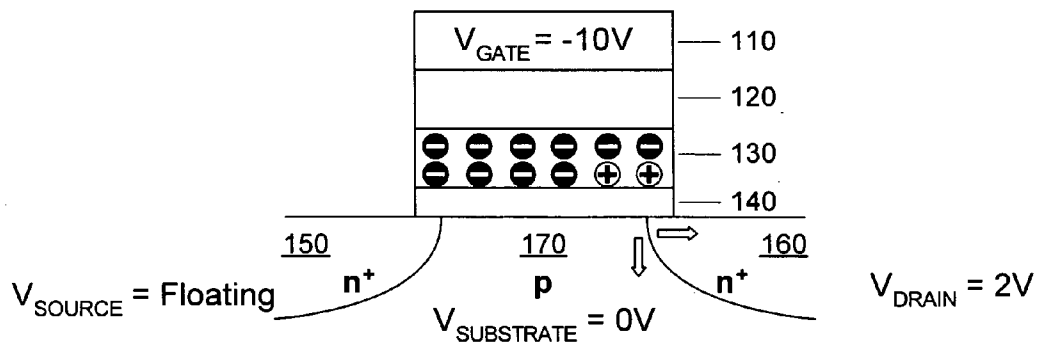 V_GATE = -10V
110
120
130
140
150
170
160
n+
p
n+
V_SOURCE = Floating
V_DRAIN = 2V
V_SUBSTRATE = 0V